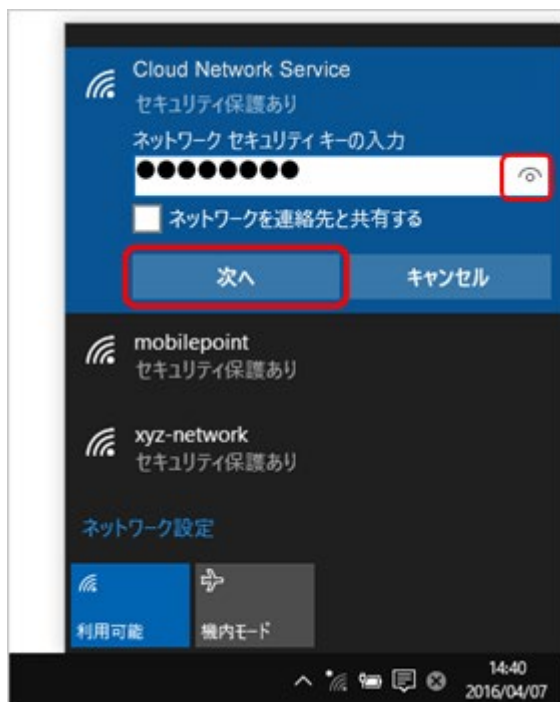 Cloud Network Service
セキュリティ保護あり
ネットワーク セキュリティ キーの入力
●●●●●●●●
ネットワークを連絡先と共有する
次へ
キャンセル
mobilepoint
セキュリティ保護あり
xyz-network
セキュリティ保護あり
ネットワーク設定
利用可能
機内モード
14:40
2016/04/07